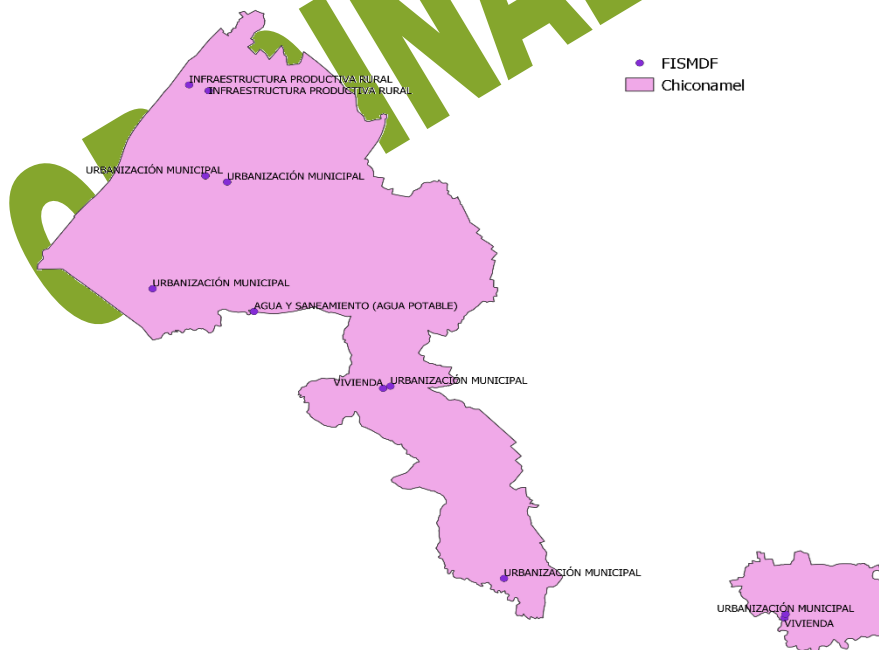 FISMDF
Chiconamel
INFRAESTRUCTURA PRODUCTIVA RURAL
INFRAESTRUCTURA PRODUCTIVA RURAL
URBANIZACIÓN MUNICIPAL
URBANIZACIÓN MUNICIPAL
URBANIZACIÓN MUNICIPAL
AGUA Y SANEAMIENTO (AGUA POTABLE)
VIVIENDA
URBANIZACIÓN MUNICIPAL
URBANIZACIÓN MUNICIPAL
URBANIZACIÓN MUNICIPAL
VIVIENDA